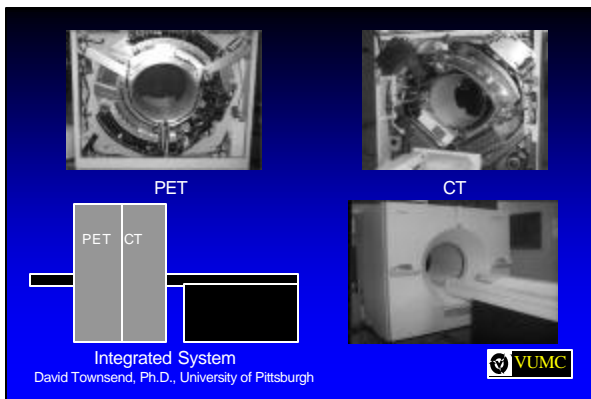 PET
CT
PET CT
Integrated System
David Townsend, Ph.D., University of Pittsburgh
VUMC